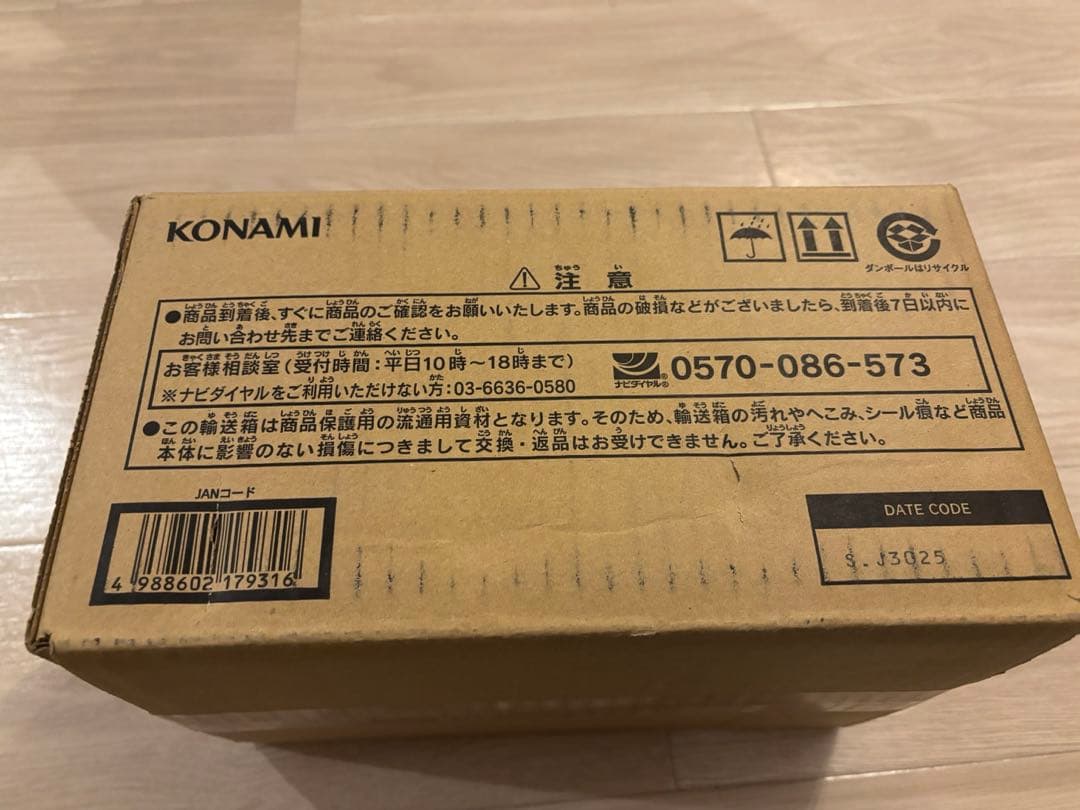 KONAMI
ダンボールはリサイクル
⚠ 注意
●商品到着後、すぐに商品のご確認をお願いいたします。商品の破損などがございましたら、到着後7日以内に
お問い合わせ先までご連絡ください。
お客様相談室(受付時間:平日10時～18時まで)
※ナビダイヤルをご利用いただけない方:03-6636-0580
ナビダイヤル®
0570-086-573
●この輸送箱は商品保護用の流通用資材となります。そのため、輸送箱の汚れやへこみ、シール痕など商品
本体に影響のない損傷につきまして交換・返品はお受けできません。ご了承ください。
JANコード
4 988602 179316
DATE CODE
S.J3025